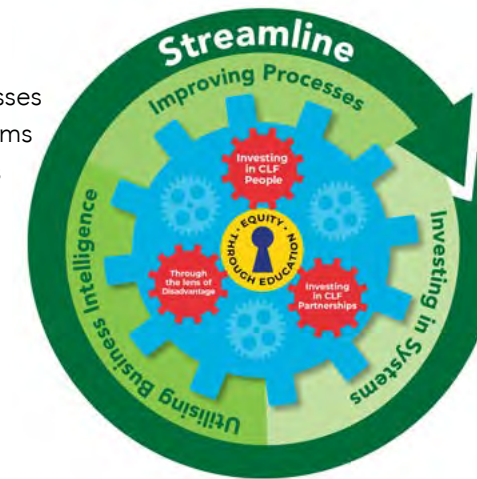 sses
ms
Streamline
Improving Processes
Investing in Systems
Utilising Business Intelligence
Investing
in CLF
People
• EQUITY •
THROUGH EDUCATION
Through
the lens of
Disadvantage
Investing
in CLF
Partnerships